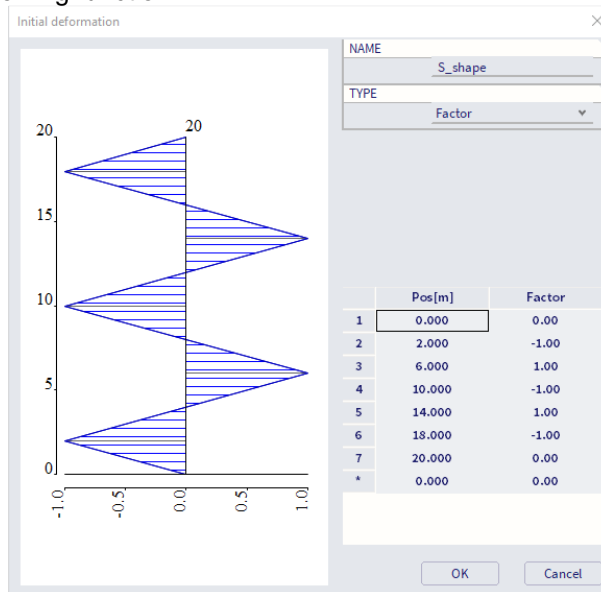 Initial deformation
NAME
S_shape
TYPE
Factor
20
20
15
10
5
0
-1.0
-0.5
0.0
0.5
1.0
Pos[m] Factor
1 0.000 0.00
2 2.000 -1.00
3 6.000 1.00
4 10.000 -1.00
5 14.000 1.00
6 18.000 -1.00
7 20.000 0.00
* 0.000 0.00
OK Cancel